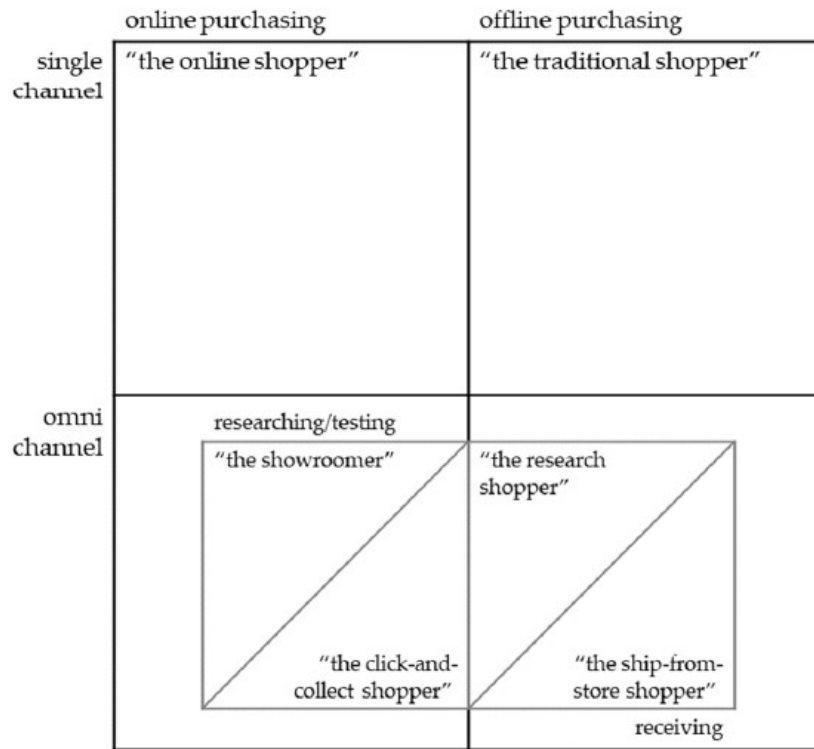 online purchasing
offline purchasing
single
channel
“the online shopper”
“the traditional shopper”
omni
channel
researching/testing
“the showroomer”
“the research
shopper”
“the click-and-
collect shopper”
“the ship-from-
store shopper”
receiving